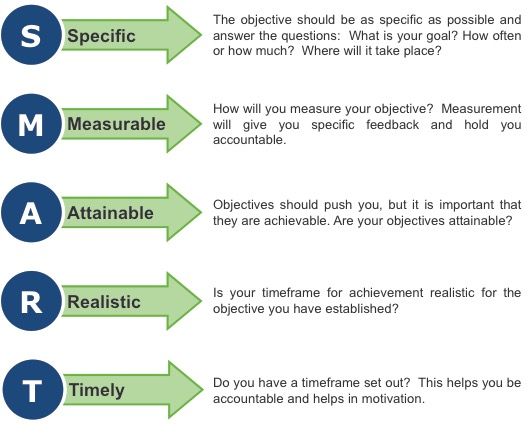 S Specific
The objective should be as specific as possible and
answer the questions: What is your goal? How often
or how much? Where will it take place?
M Measurable
How will you measure your objective? Measurement
will give you specific feedback and hold you
accountable.
A Attainable
Objectives should push you, but it is important that
they are achievable. Are your objectives attainable?
R Realistic
Is your timeframe for achievement realistic for the
objective you have established?
T Timely
Do you have a timeframe set out? This helps you be
accountable and helps in motivation.